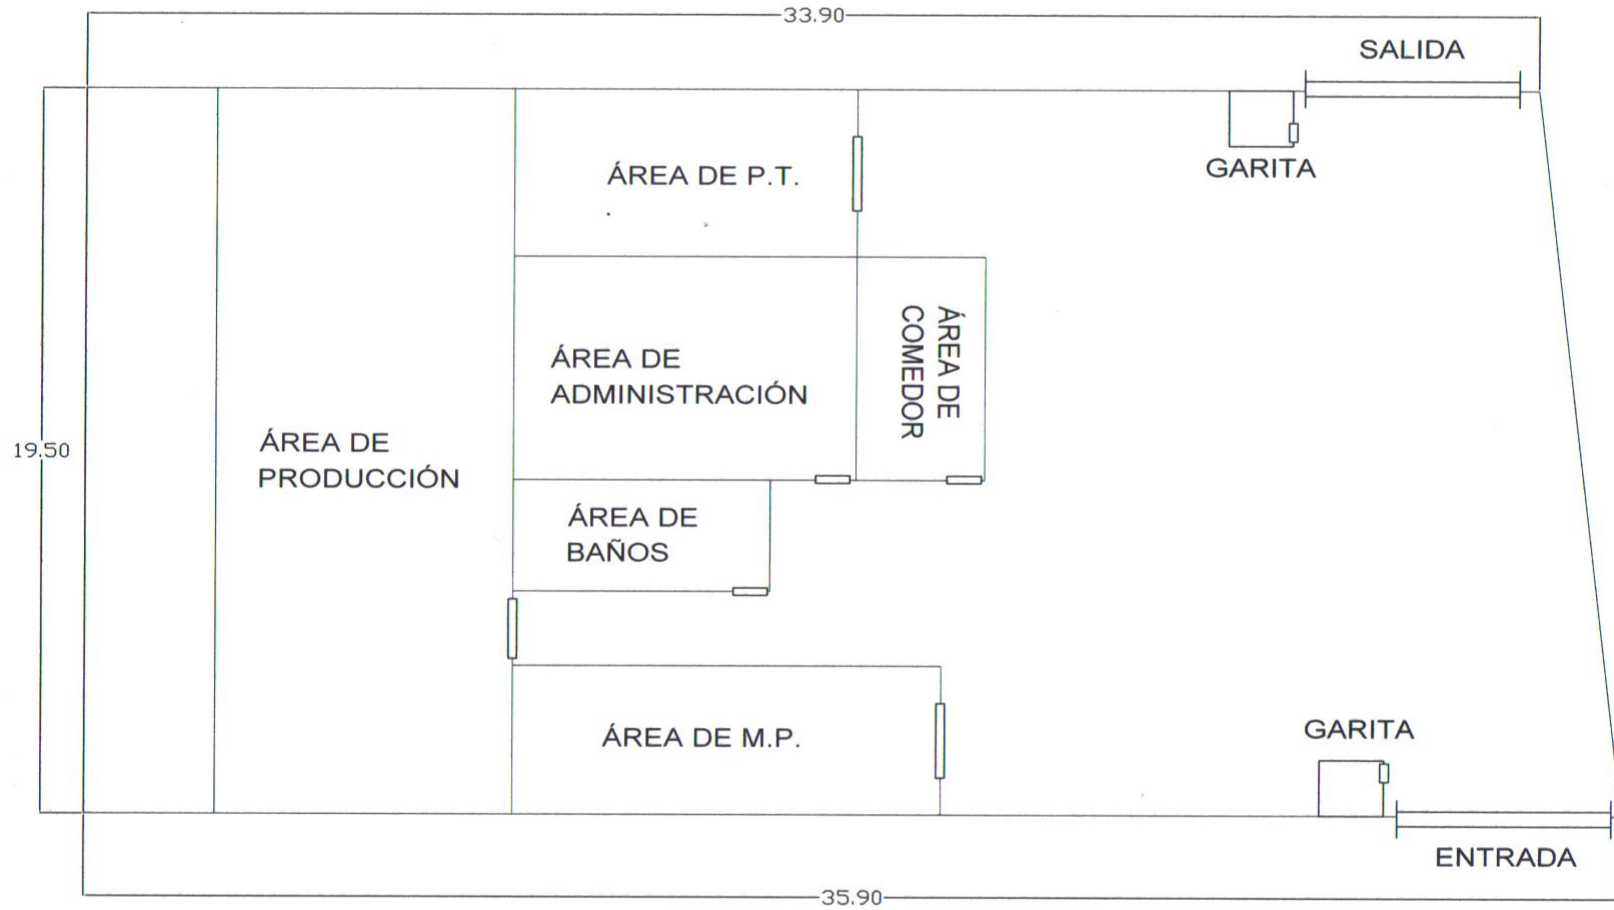 33.90
SALIDA
GARITA
ÁREA DE P.T.
ÁREA DE
COMEDOR
ÁREA DE
ADMINISTRACIÓN
19.50
ÁREA DE
PRODUCCIÓN
ÁREA DE
BAÑOS
GARITA
ÁREA DE M.P.
ENTRADA
35.90